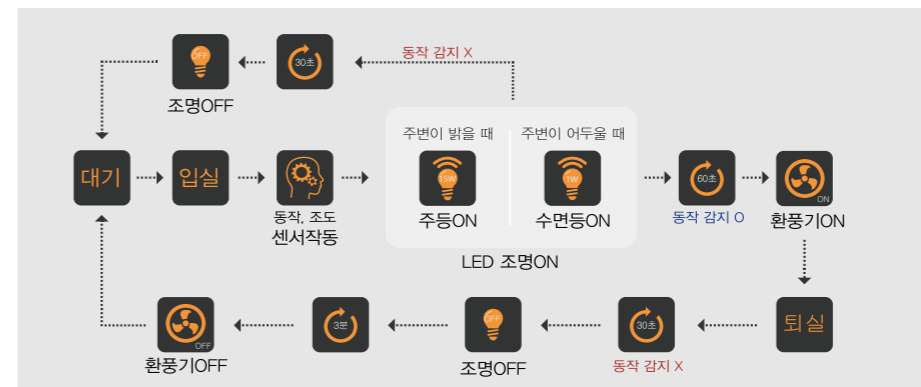 OFF
30초
동작 감지 X
조명OFF
주변이 밝을 때
주변이 어두울 때
대기
입실
15W
1W
60초
ON
동작, 조도
센서작동
주등ON
수면등ON
동작 감지 O
환풍기ON
LED 조명ON
OFF
3분
OFF
30초
퇴실
환풍기OFF
조명OFF
동작 감지 X